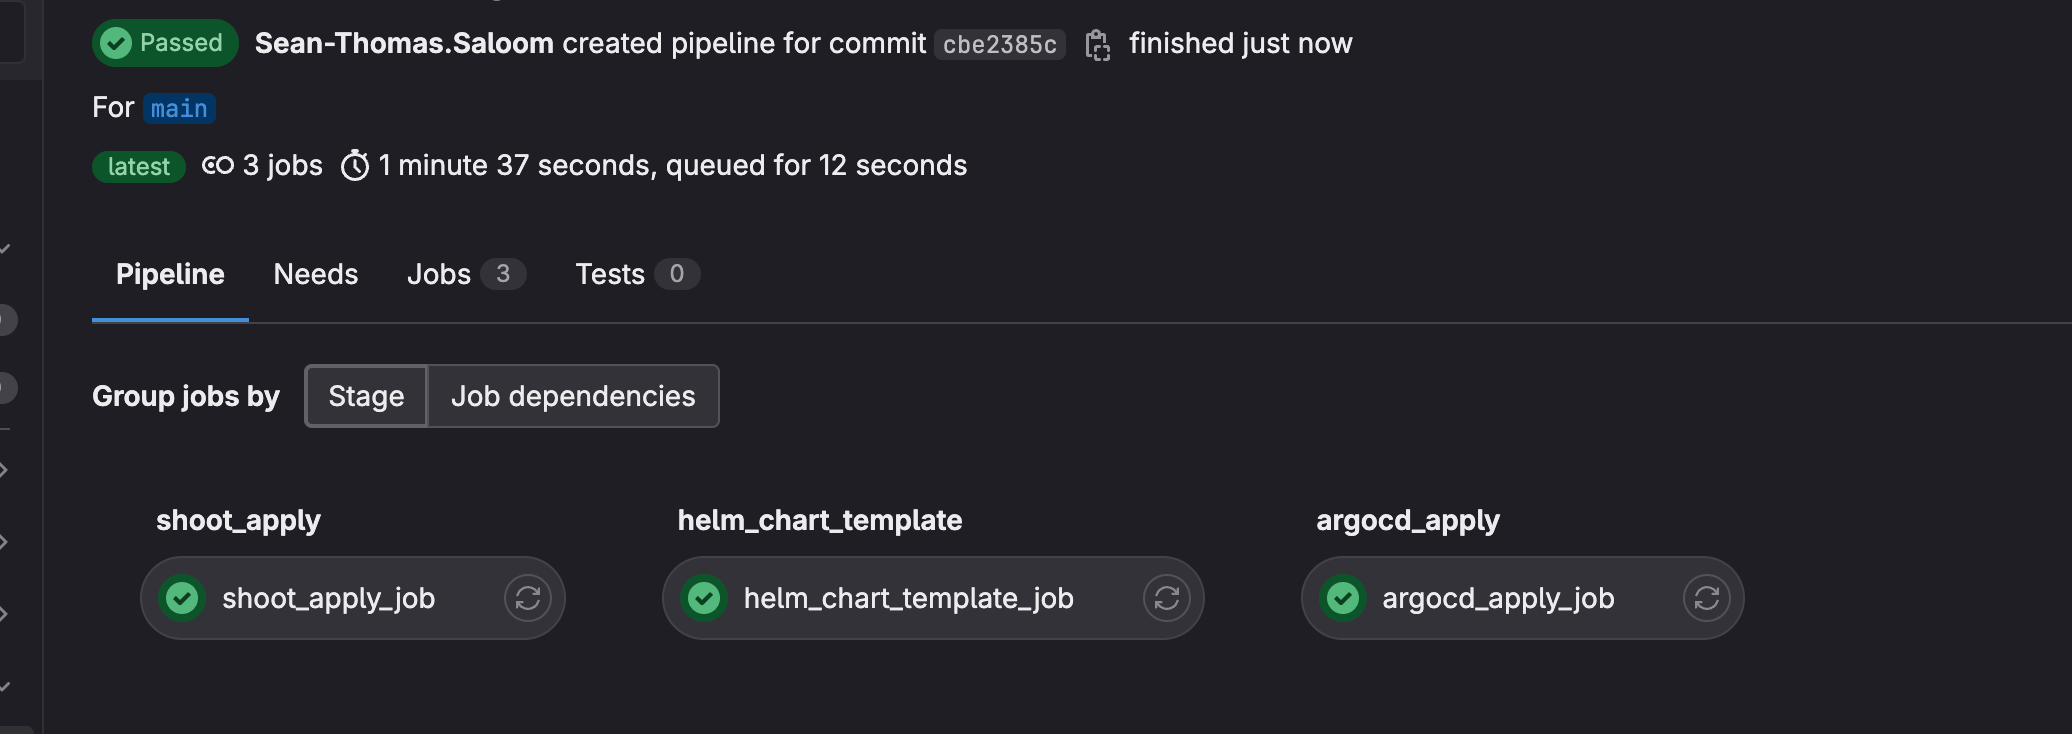 Passed Sean-Thomas.Saloom created pipeline for commit cbe2385c finished just now
For main
latest 3 jobs 1 minute 37 seconds, queued for 12 seconds
Pipeline Needs Jobs 3 Tests 0
Group jobs by Stage Job dependencies
shoot_apply helm_chart_template argocd_apply
shoot_apply_job helm_chart_template_job argocd_apply_job